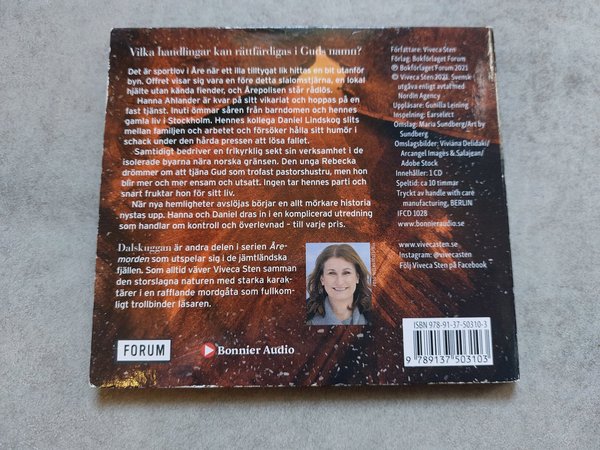 Vilka handlingar kan rättfärdigas i Guds namn?
Det är sportlov i Åre när ett illa tilltygat lik hittas en bit utanför
byn. Offret visar sig vara en före detta slalomstjärna, en lokal
hjälte utan kända fiender, och Årepolisen står rådlös.
Hanna Ahlander är kvar på sitt vikariat och hoppas på en
fast tjänst. Inuti ömmar såren från barndomen och hennes
gamla liv i Stockholm. Hennes kollega Daniel Lindskog slits
mellan familjen och arbetet och försöker hålla sitt humör i
schack under den hårda pressen att lösa fallet.
Samtidigt bedriver en frikyrklig sekt sin verksamhet i de
isolerade byarna nära norska gränsen. Den unga Rebecka
drömmer om att tjäna Gud som trofast pastorshustru, men hon
blir mer och mer ensam och utsatt. Ingen tar hennes parti och
snart fruktar hon för sitt liv.
När nya hemligheter avslöjas börjar en allt mörkare historia
nystas upp. Hanna och Daniel dras in i en komplicerad utredning
som handlar om kontroll och överlevnad – till varje pris.
Dalskuggan är andra delen i serien Åre-
morden som utspelar sig i de jämtländska
fjällen. Som alltid väver Viveca Sten samman
den storslagna naturen med starka karak-
tärer i en rafflande mordgåta som fullkom-
ligt trollbinder läsaren.
FORUM
Bonnier Audio
Författare: Viveca Sten
Förlag: Bokförlaget Forum
℗ Bokförlaget Forum 2021
© Viveca Sten 2021. Svensk
utgåva enligt avtal med
Nordin Agency
Uppläsare: Gunilla Leining
Inspelning: Earselect
Omslag: Maria Sundberg/Art by
Sundberg
Omslagsbilder: Viviana Delidaki/
Arcangel Images & Salajean/
Adobe Stock
Innehåller: 1 CD
Speltid: ca 10 timmar
Tryckt av handle with care
manufacturing, BERLIN
IFCD 1028
www.bonnieraudio.se
www.vivecasten.se
Instagram: @vivecasten
Följ Viveca Sten på Facebook
ISBN 978-91-37-50310-3
9 789137 503103